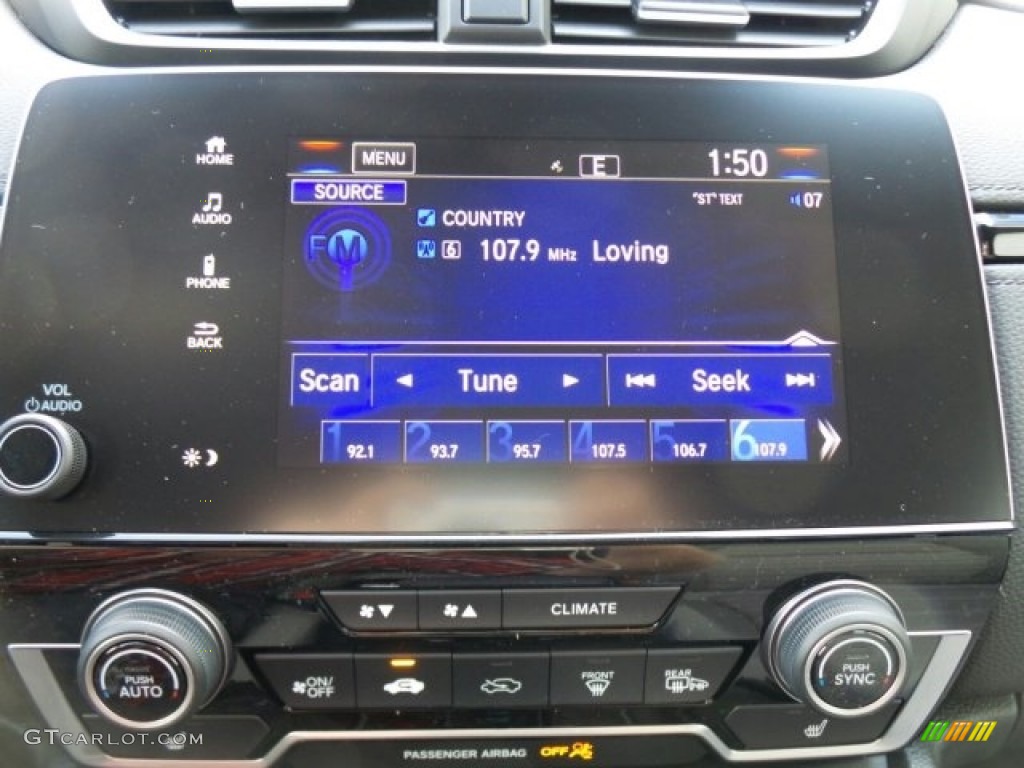 HOME
AUDIO
PHONE
BACK
VOL
AUDIO
MENU
E
1:50
SOURCE
"ST" TEXT
07
FM
COUNTRY
6 107.9 MHz Loving
Scan
Tune
Seek
1 92.1
2 93.7
3 95.7
4 107.5
5 106.7
6 107.9
CLIMATE
PUSH
AUTO
ON/
OFF
FRONT
REAR
PUSH
SYNC
PASSENGER AIRBAG OFF
GTCARLOT.COM